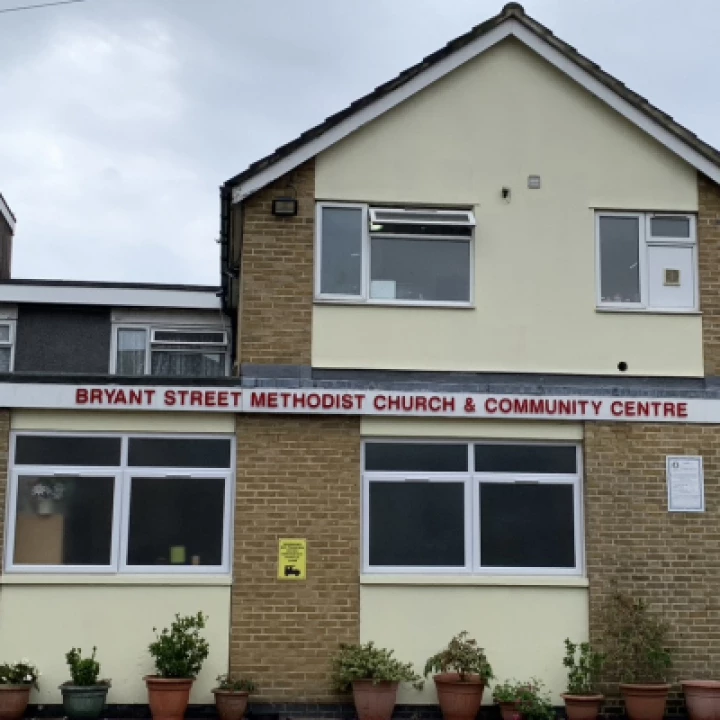 BRYANT STREET METHODIST CHURCH & COMMUNITY CENTRE